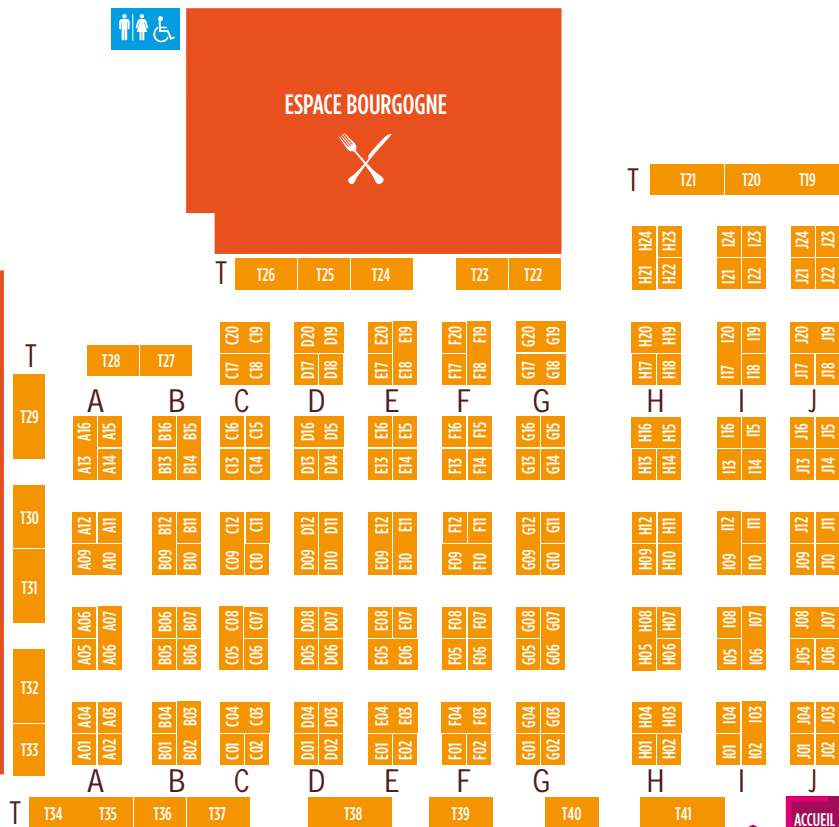 ESPACE BOURGOGNE
T T21 T20 T19
H24 H23 I24 I23 J24 J23
H21 H22 I21 I22 J21 J22
T T26 T25 T24 T23 T22
C20 C19 D20 D19 E20 E19 F20 F19 G20 G19 H20 H19 I20 I19 J20 J19
T T28 T27
C17 C18 D17 D18 E17 E18 F17 F18 G17 G18 H17 H18 I17 I18 J17 J18
A B C D E F G H I J
T29
A16 A15 B16 B15 C16 C15 D16 D15 E16 E15 F16 F15 G16 G15 H16 H15 I16 I15 J16 J15
A13 A14 B13 B14 C13 C14 D13 D14 E13 E14 F13 F14 G13 G14 H13 H14 I13 I14 J13 J14
T30
A12 A11 B12 B11 C12 C11 D12 D11 E12 E11 F12 F11 G12 G11 H12 H11 I12 I11 J12 J11
A09 A10 B09 B10 C09 C10 D09 D10 E09 E10 F09 F10 G09 G10 H09 H10 I09 I10 J09 J10
T31
A06 A07 B06 B07 C08 C07 D08 D07 E08 E07 F08 F07 G08 G07 H08 H07 I08 I07 J08 J07
A05 A06 B05 B06 C05 C06 D05 D06 E05 E06 F05 F06 G05 G06 H05 H06 I05 I06 J05 J06
T32
A04 A03 B04 B03 C04 C03 D04 D03 E04 E03 F04 F03 G04 G03 H04 H03 I04 I03 J04 J03
T33
A01 A02 B01 B02 C01 C02 D01 D02 E01 E02 F01 F02 G01 G02 H01 H02 I01 I02 J01 J02
A B C D E F G H I J
T T34 T35 T36 T37 T38 T39 T40 T41 ACCUEIL